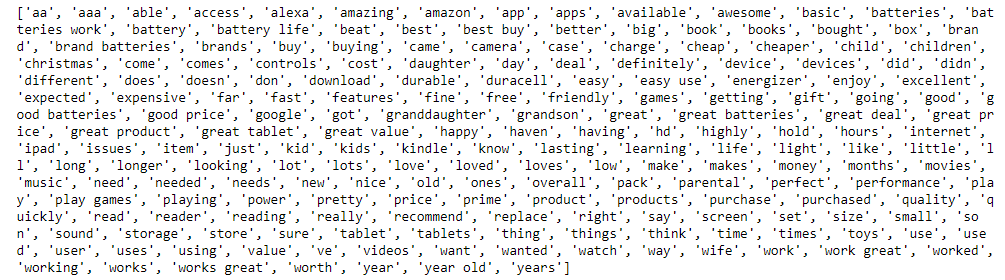 ['aa', 'aaa', 'able', 'access', 'alexa', 'amazing', 'amazon', 'app', 'apps', 'available', 'awesome', 'basic', 'batteries', 'bat
teries work', 'battery', 'battery life', 'beat', 'best', 'best buy', 'better', 'big', 'book', 'books', 'bought', 'box', 'bran
d', 'brand batteries', 'brands', 'buy', 'buying', 'came', 'camera', 'case', 'charge', 'cheap', 'cheaper', 'child', 'children',
'christmas', 'come', 'comes', 'controls', 'cost', 'daughter', 'day', 'deal', 'definitely', 'device', 'devices', 'did', 'didn',
'different', 'does', 'doesn', 'don', 'download', 'durable', 'duracell', 'easy', 'easy use', 'energizer', 'enjoy', 'excellent',
'expected', 'expensive', 'far', 'fast', 'features', 'fine', 'free', 'friendly', 'games', 'getting', 'gift', 'going', 'good', 'g
ood batteries', 'good price', 'google', 'got', 'granddaughter', 'grandson', 'great', 'great batteries', 'great deal', 'great pr
ice', 'great product', 'great tablet', 'great value', 'happy', 'haven', 'having', 'hd', 'highly', 'hold', 'hours', 'internet',
'ipad', 'issues', 'item', 'just', 'kid', 'kids', 'kindle', 'know', 'lasting', 'learning', 'life', 'light', 'like', 'little', 'l
l', 'long', 'longer', 'looking', 'lot', 'lots', 'love', 'loved', 'loves', 'low', 'make', 'makes', 'money', 'months', 'movies',
'music', 'need', 'needed', 'needs', 'new', 'nice', 'old', 'ones', 'overall', 'pack', 'parental', 'perfect', 'performance', 'pla
y', 'play games', 'playing', 'power', 'pretty', 'price', 'prime', 'product', 'products', 'purchase', 'purchased', 'quality', 'q
uickly', 'read', 'reader', 'reading', 'really', 'recommend', 'replace', 'right', 'say', 'screen', 'set', 'size', 'small', 'so
n', 'sound', 'storage', 'store', 'sure', 'tablet', 'tablets', 'thing', 'things', 'think', 'time', 'times', 'toys', 'use', 'use
d', 'user', 'uses', 'using', 'value', 've', 'videos', 'want', 'wanted', 'watch', 'way', 'wife', 'work', 'work great', 'worked',
'working', 'works', 'works great', 'worth', 'year', 'year old', 'years']